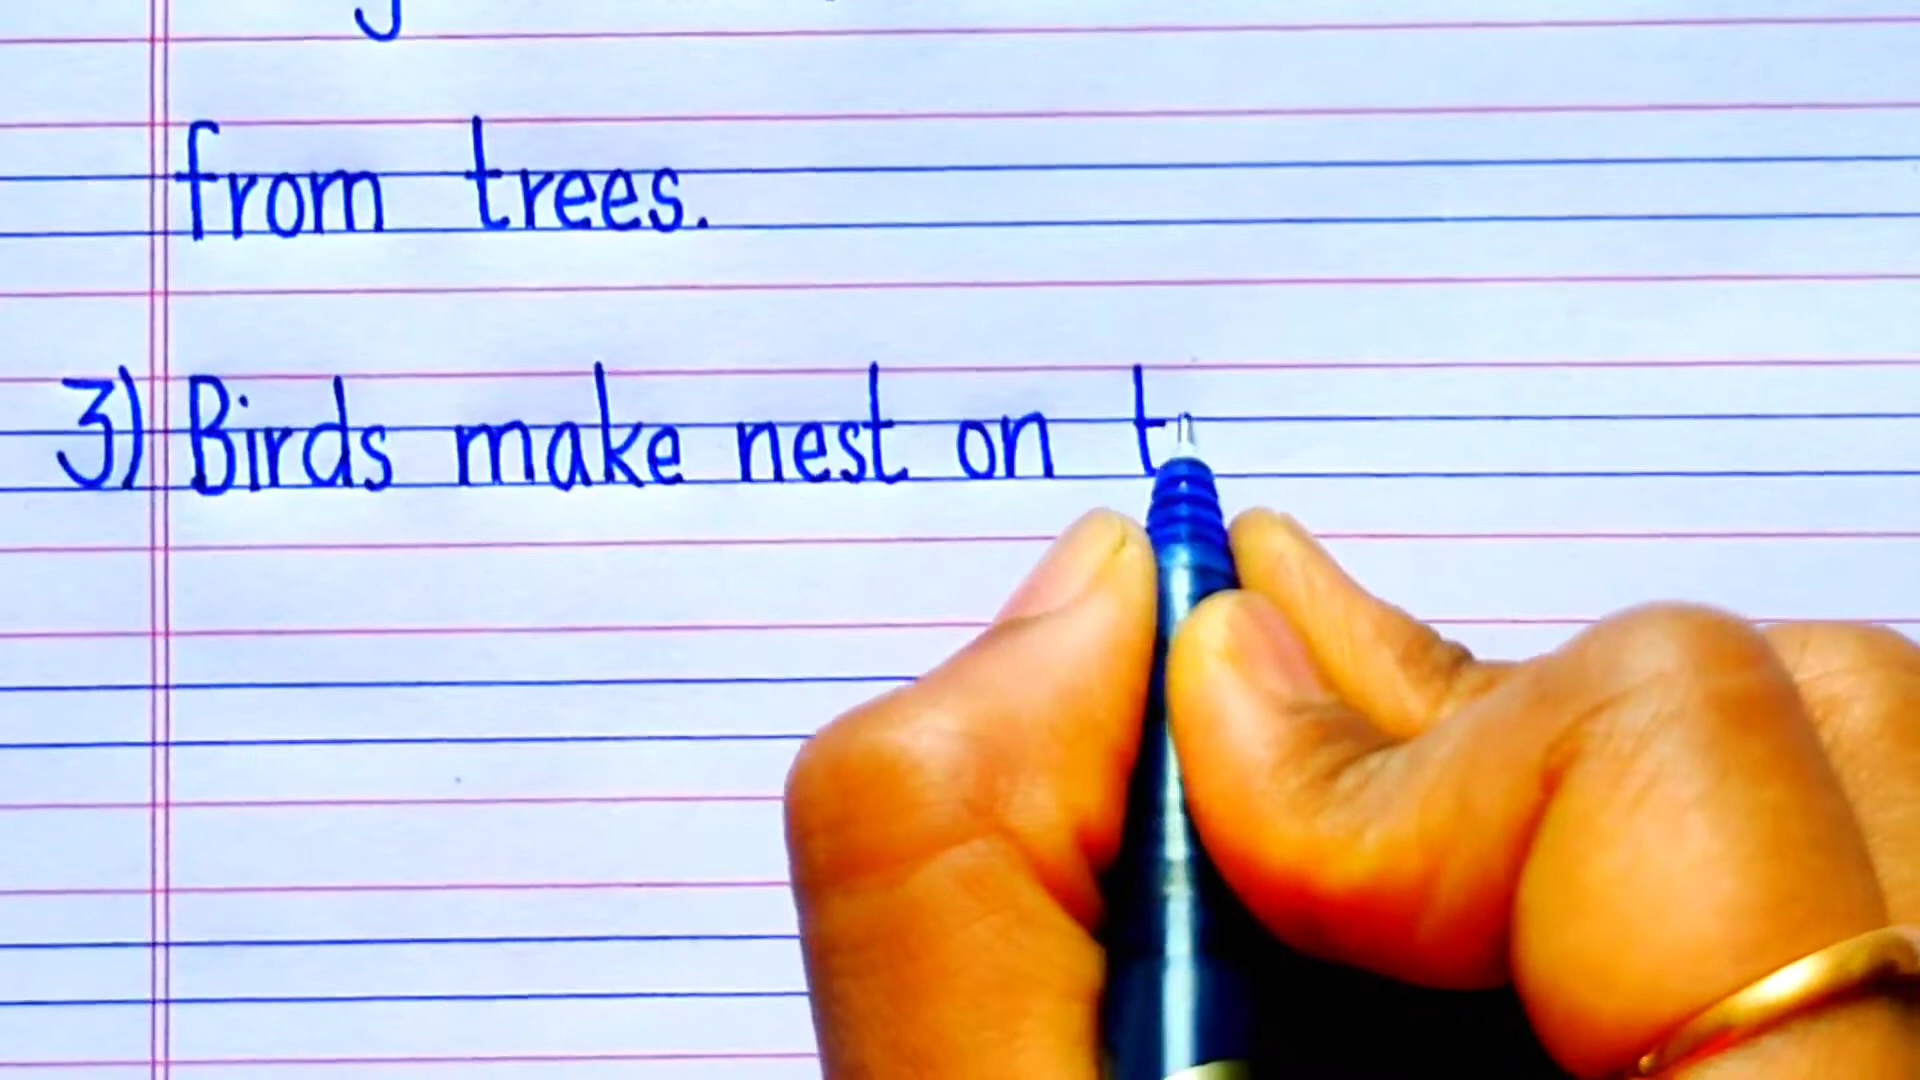 from trees.
3) Birds make nest on t